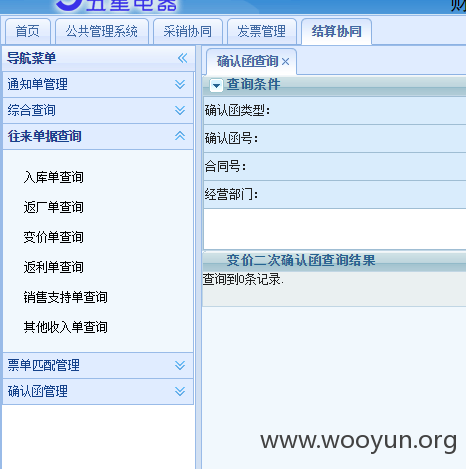 五星电器
首页 公共管理系统 采销协同 发票管理 结算协同
导航菜单
通知单管理
综合查询
往来单据查询
入库单查询
返厂单查询
变价单查询
返利单查询
销售支持单查询
其他收入单查询
票单匹配管理
确认函管理
确认函查询
查询条件
确认函类型：
确认函号：
合同号：
经营部门：
变价二次确认函查询结果
查询到0条记录.
www.wooyun.org